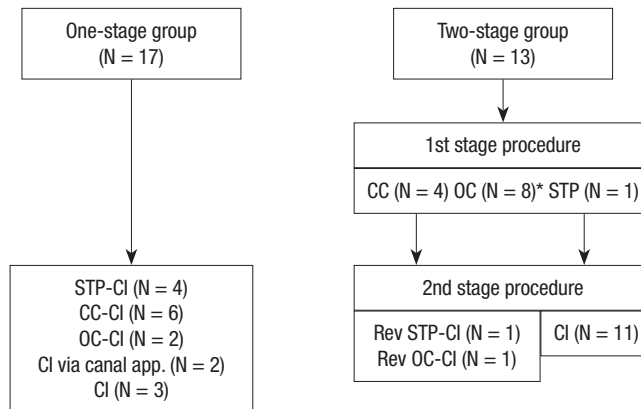 One-stage group
(N = 17)
STP-CI (N = 4)
CC-CI (N = 6)
OC-CI (N = 2)
CI via canal app. (N = 2)
CI (N = 3)
Two-stage group
(N = 13)
1st stage procedure
CC (N = 4) OC (N = 8)* STP (N = 1)
2nd stage procedure
Rev STP-CI (N = 1)
Rev OC-CI (N = 1)
CI (N = 11)